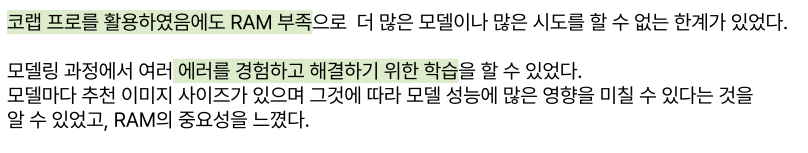 코랩 프로를 활용하였음에도 RAM 부족으로  더 많은 모델이나 많은 시도를 할 수 없는 한계가 있었다.
모델링 과정에서 여러 에러를 경험하고 해결하기 위한 학습을 할 수 있었다.
모델마다 추천 이미지 사이즈가 있으며 그것에 따라 모델 성능에 많은 영향을 미칠 수 있다는 것을
알 수 있었고, RAM의 중요성을 느꼈다.